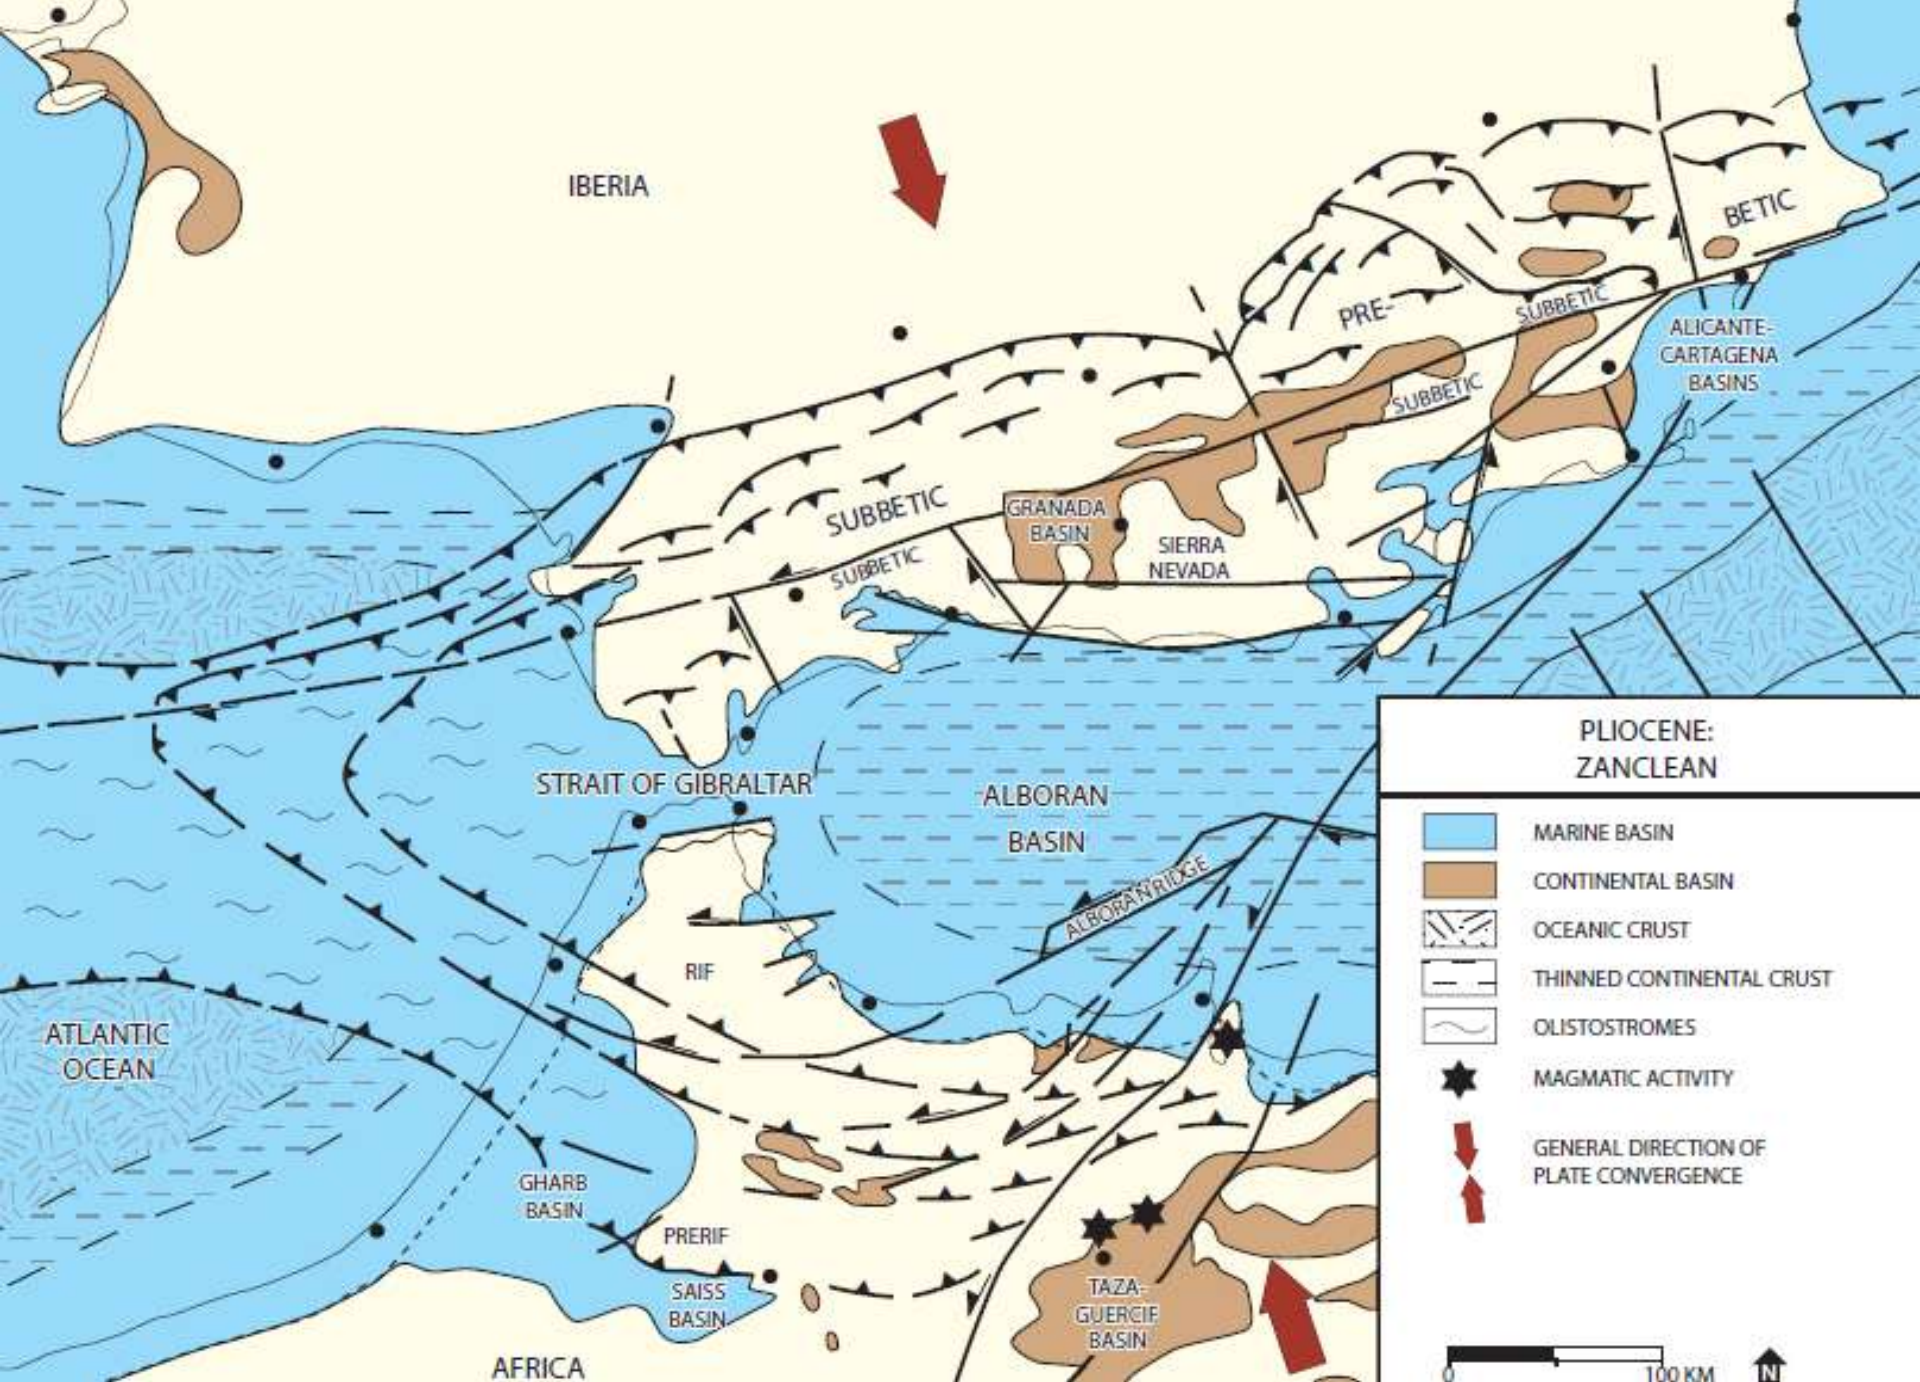 IBERIA
BETIC
PRE-
SUBBETIC
ALICANTE-
CARTAGENA
BASINS
SUBBETIC
SUBBETIC
GRANADA
BASIN
SIERRA
NEVADA
SUBBETIC
STRAIT OF GIBRALTAR
ALBORAN
BASIN
ALBORAN RIDGE
RIF
ATLANTIC
OCEAN
GHARB
BASIN
PRERIF
SAISS
BASIN
TAZA-
GUERCIF
BASIN
AFRICA
PLIOCENE:
ZANCLEAN
MARINE BASIN
CONTINENTAL BASIN
OCEANIC CRUST
THINNED CONTINENTAL CRUST
OLISTOSTROMES
MAGMATIC ACTIVITY
GENERAL DIRECTION OF
PLATE CONVERGENCE
0 100 KM
N